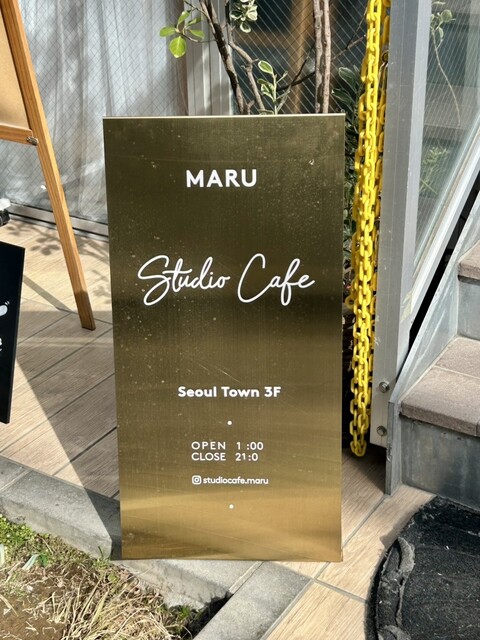 MARU
Studio Cafe
Seoul Town 3F
OPEN 1 :00
CLOSE 21:0
studiocafe.maru